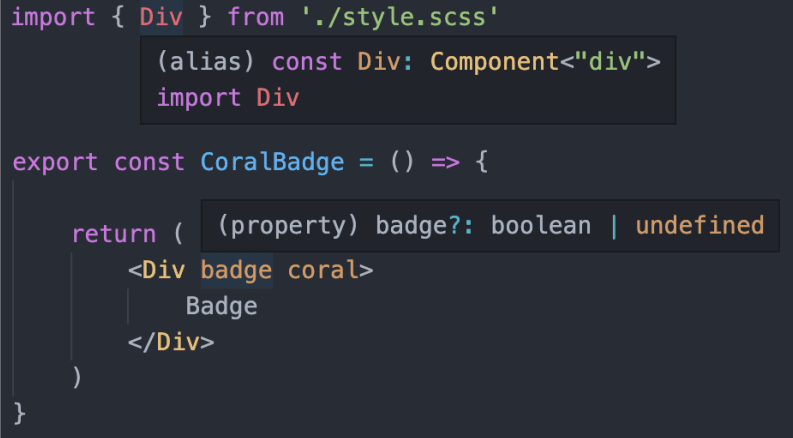 import { Div } from './style.scss'
(alias) const Div: Component<"div">
import Div
export const CoralBadge = () => {
(property) badge?: boolean | undefined
return (
<Div badge coral>
Badge
</Div>
)
}